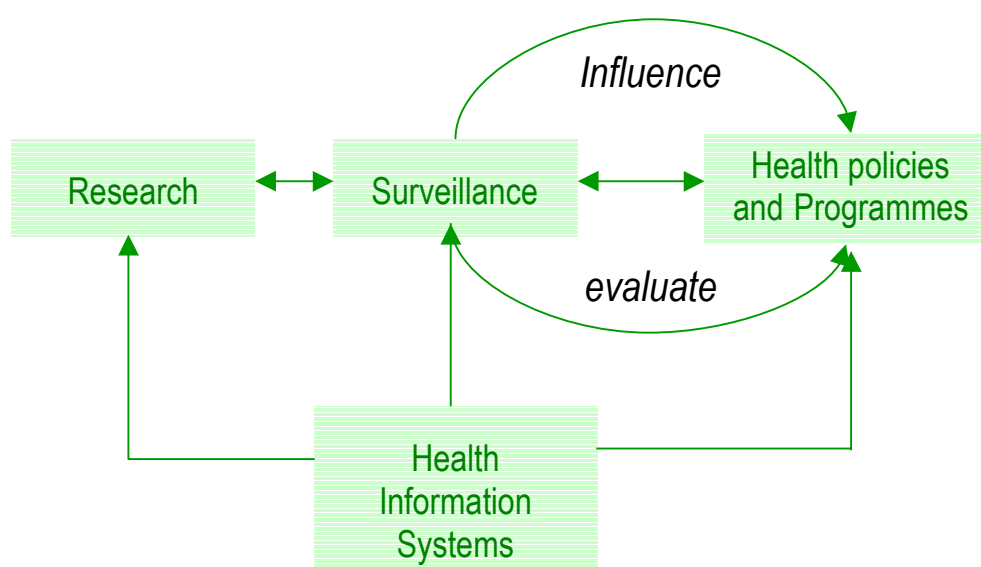 Influence
Research
Surveillance
Health policies
and Programmes
evaluate
Health
Information
Systems